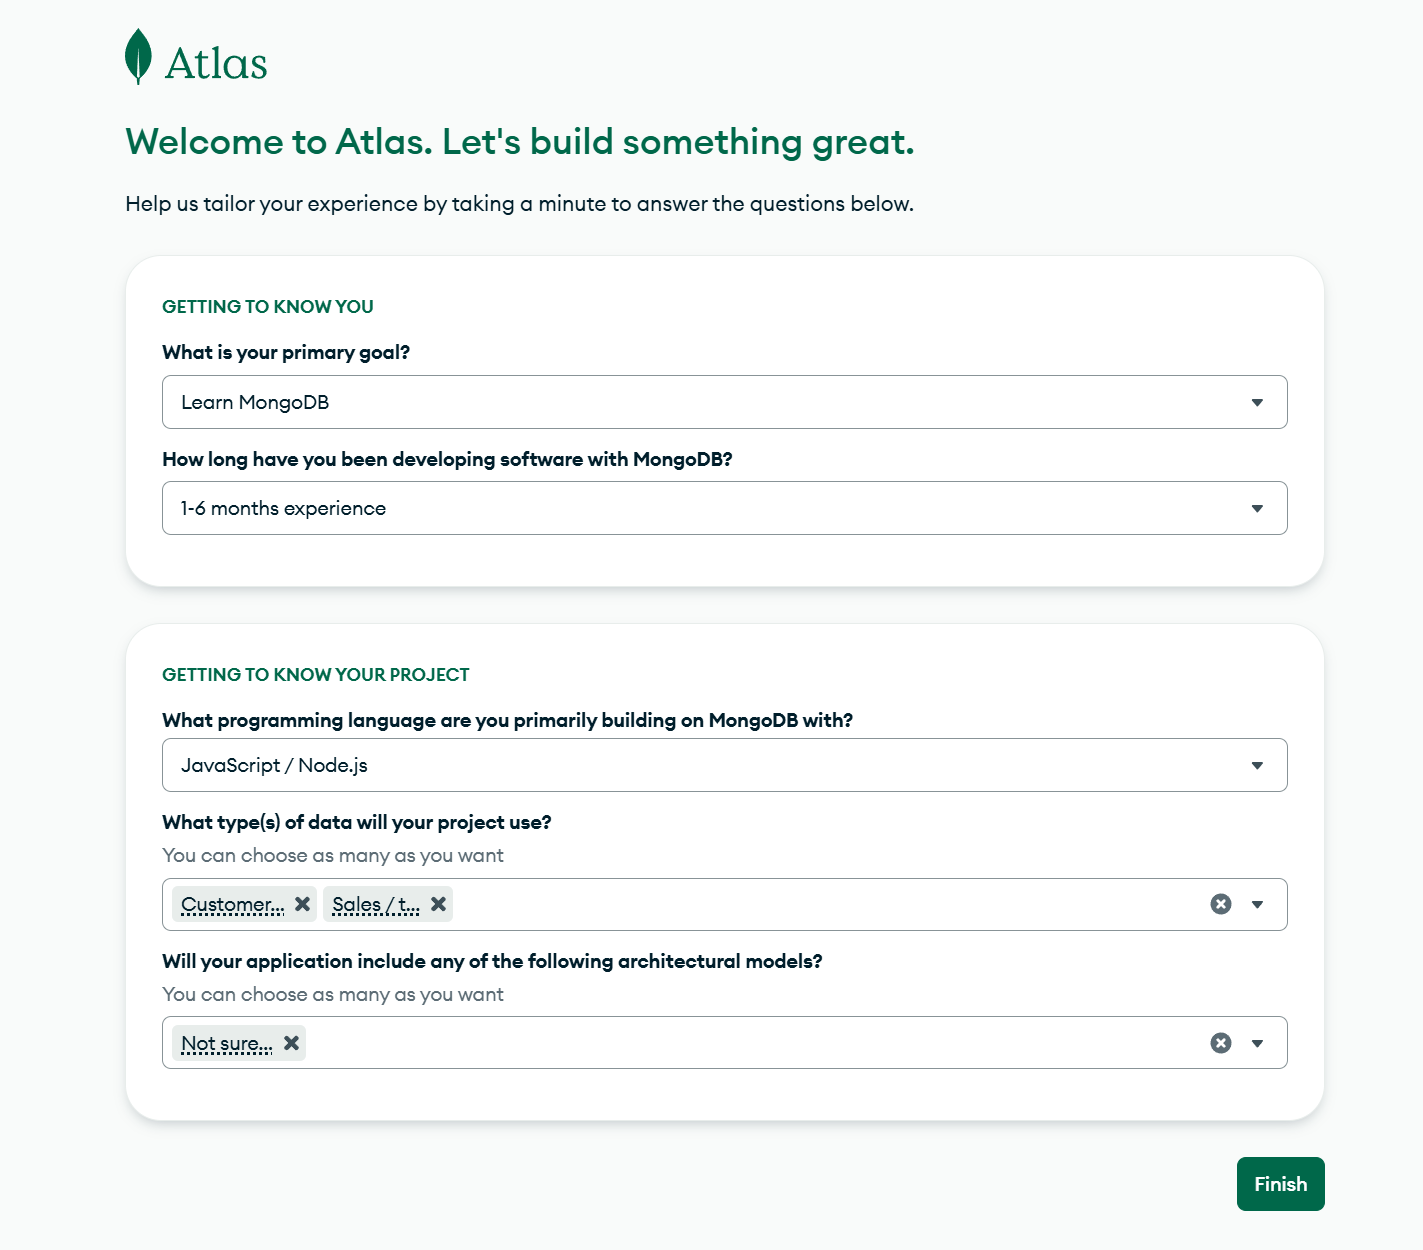 Atlas
Welcome to Atlas. Let's build something great.
Help us tailor your experience by taking a minute to answer the questions below.
GETTING TO KNOW YOU
What is your primary goal?
Learn MongoDB
How long have you been developing software with MongoDB?
1-6 months experience
GETTING TO KNOW YOUR PROJECT
What programming language are you primarily building on MongoDB with?
JavaScript / Node.js
What type(s) of data will your project use?
You can choose as many as you want
Customer... Sales / t...
Will your application include any of the following architectural models?
You can choose as many as you want
Not sure...
Finish